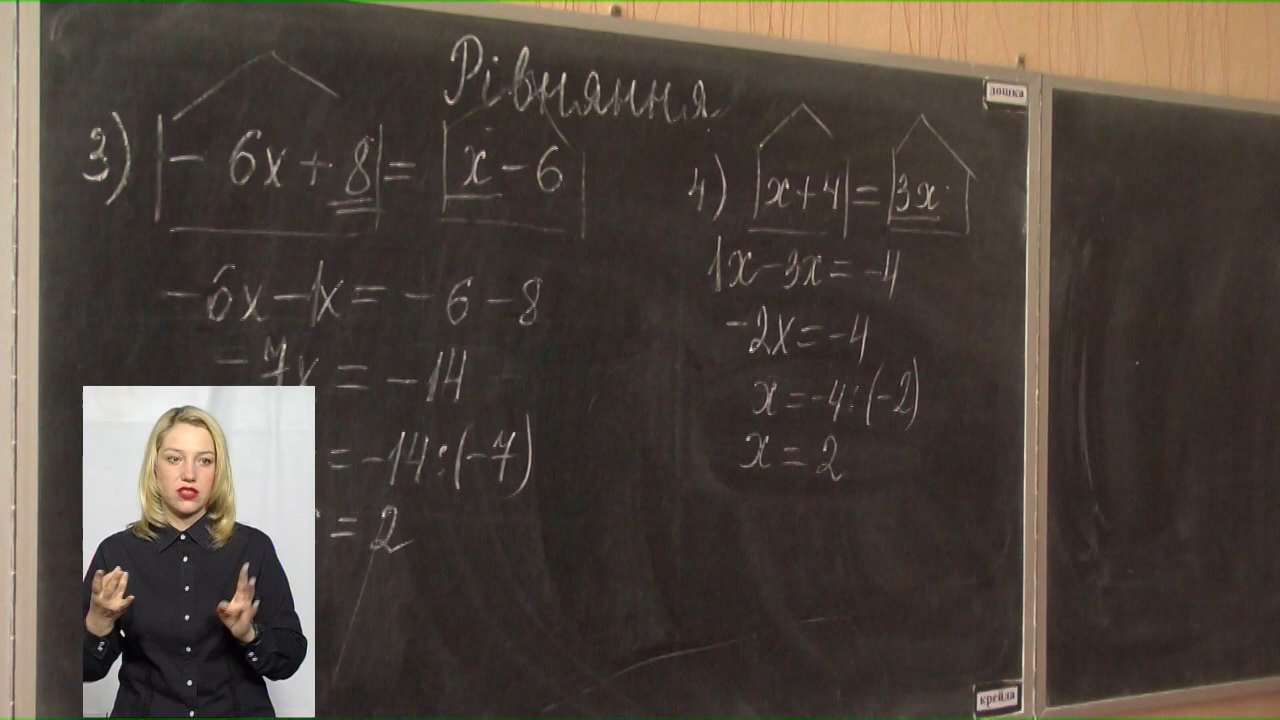 Рівняння
дошка
3) - 6x + 8 = x - 6
-6x - 1x = - 6 - 8
-7x = -14
= -14 : (-7)
= 2
4) x + 4 = 3x
1x - 3x = -4
-2x = -4
x = -4 : (-2)
x = 2
крейда